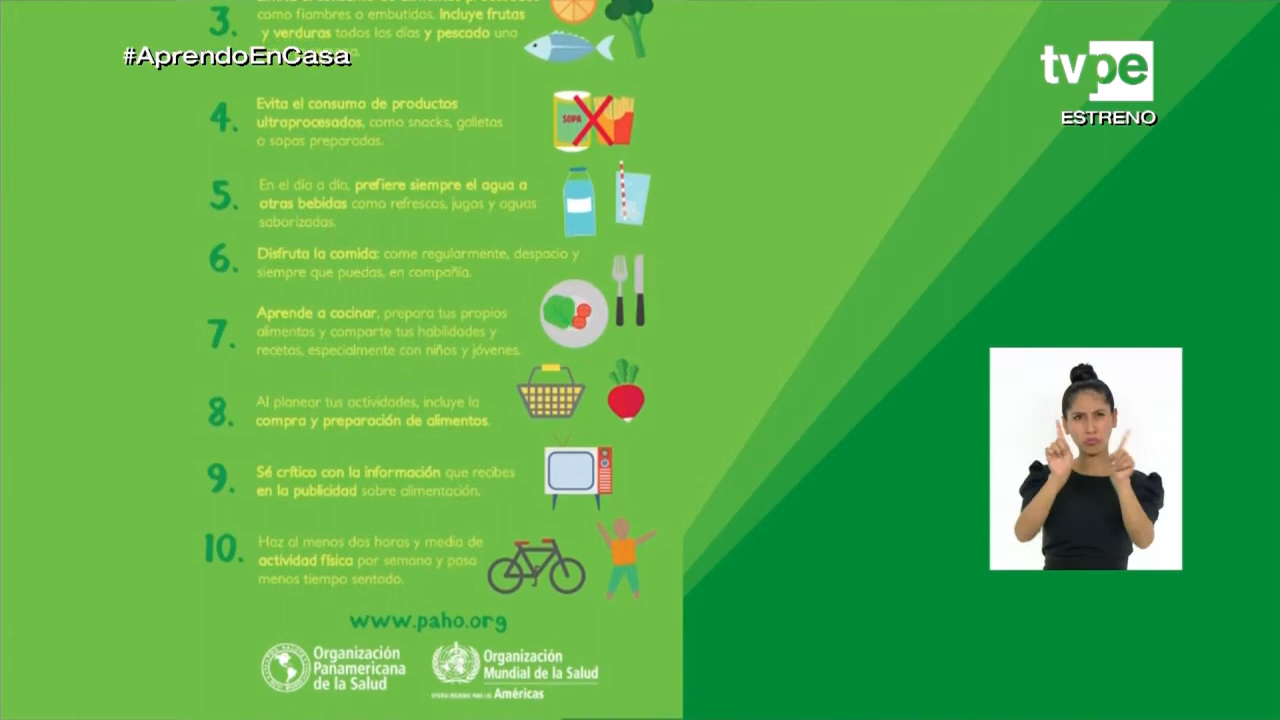 3.
como fiambres o embutidos. Incluye frutas
y verduras todos los días y pescado una
#AprendoEnCasa
tvpe
ESTRENO
4.
Evita el consumo de productos
ultraprocesados, como snacks, galletas
o sopas preparadas.
SOPA
5.
En el día a día, prefiere siempre el agua a
otras bebidas como refrescos, jugos y aguas
saborizadas.
6.
Disfruta la comida: come regularmente, despacio y
siempre que puedas, en compañía.
7.
Aprende a cocinar, prepara tus propios
alimentos y comparte tus habilidades y
recetas, especialmente con niños y jóvenes.
8.
Al planear tus actividades, incluye la
compra y preparación de alimentos.
9.
Sé crítico con la información que recibes
en la publicidad sobre alimentación.
10.
Haz al menos dos horas y media de
actividad física por semana y pasa
menos tiempo sentado.
www.paho.org
Organización
Panamericana
de la Salud
Organización
Mundial de la Salud
OFICINA REGIONAL PARA LAS Américas